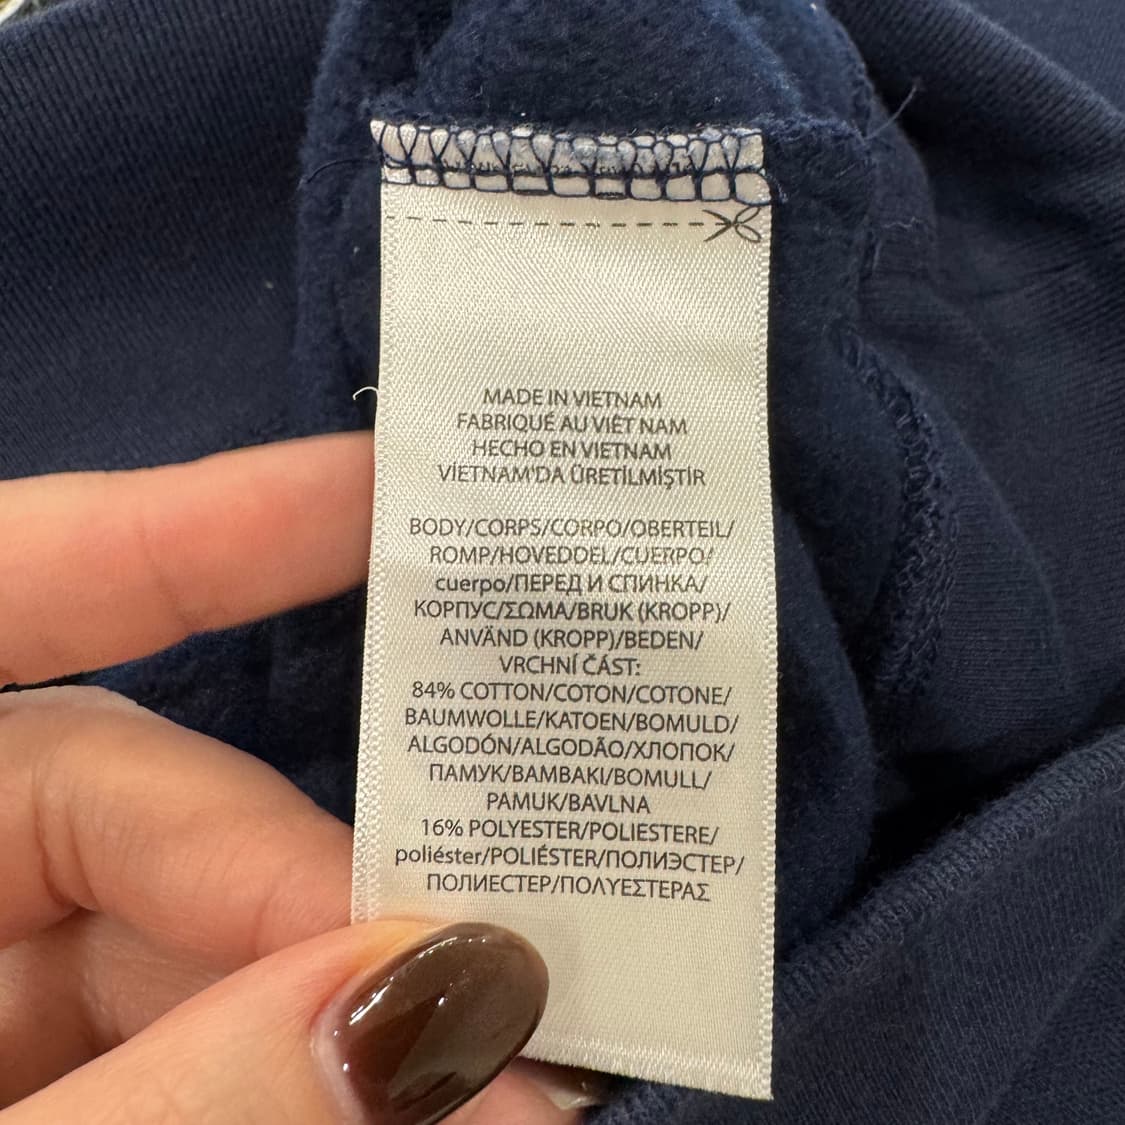 MADE IN VIETNAM
FABRIQUÉ AU VIÊT NAM
HECHO EN VIETNAM
VİETNAM'DA ÜRETİLMİŞTİR
BODY/CORPS/CORPO/OBERTEIL/
ROMP/HOVEDDEL/CUERPO/
cuerpo/ПЕРЕД И СПИНКА/
КОРПУС/ΣΩΜΑ/BRUK (KROPP)/
ANVÄND (KROPP)/BEDEN/
VRCHNÍ ČÁST:
84% COTTON/COTON/COTONE/
BAUMWOLLE/KATOEN/BOMULD/
ALGODÓN/ALGODÃO/ХЛОПОК/
ПАМУК/BAMBAKI/BOMULL/
PAMUK/BAVLNA
16% POLYESTER/POLIESTERE/
poliéster/POLIÉSTER/ПОЛИЭСТЕР/
ПОЛИЕСТЕР/ΠΟΛΥΕΣΤΕΡΑΣ